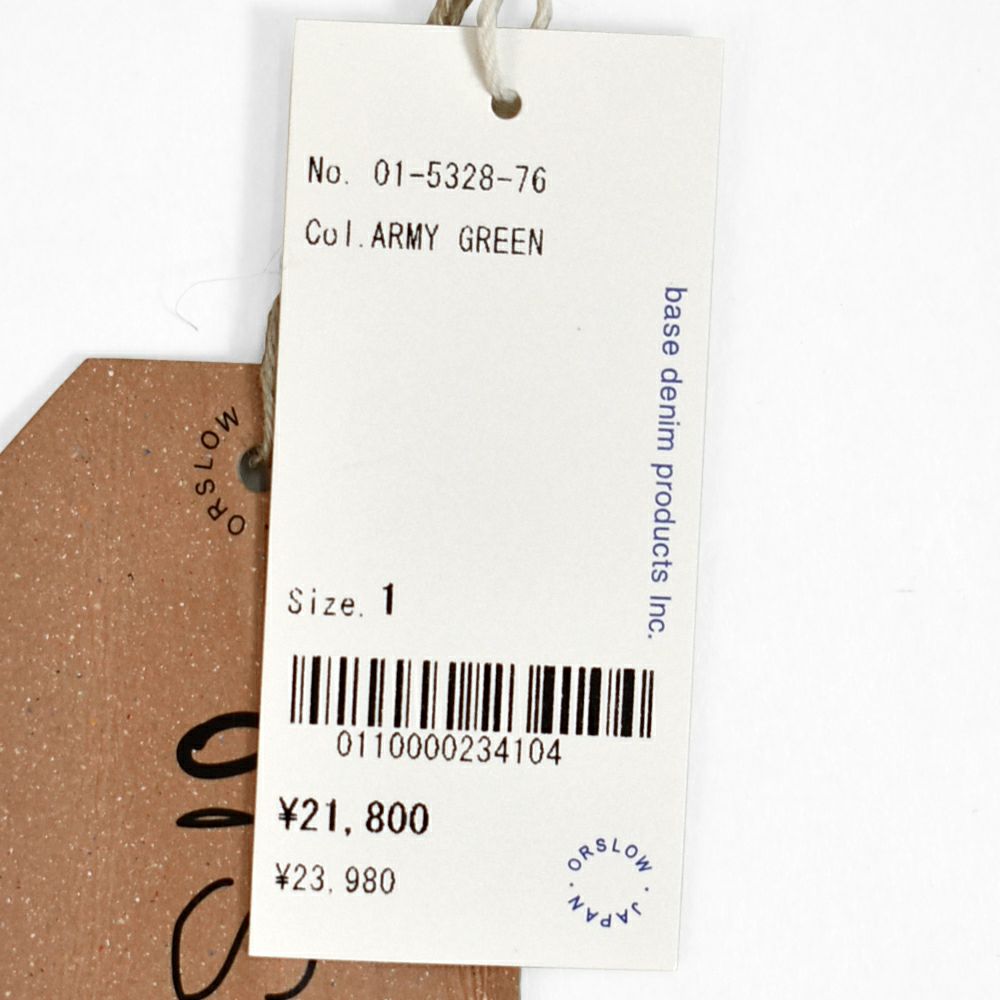 No. 01-5328-76
Col.ARMY GREEN
base denim products Inc.
ORSLOW
Size. 1
0110000234104
¥21,800
¥23,980
ORSLOW · JAPAN ·